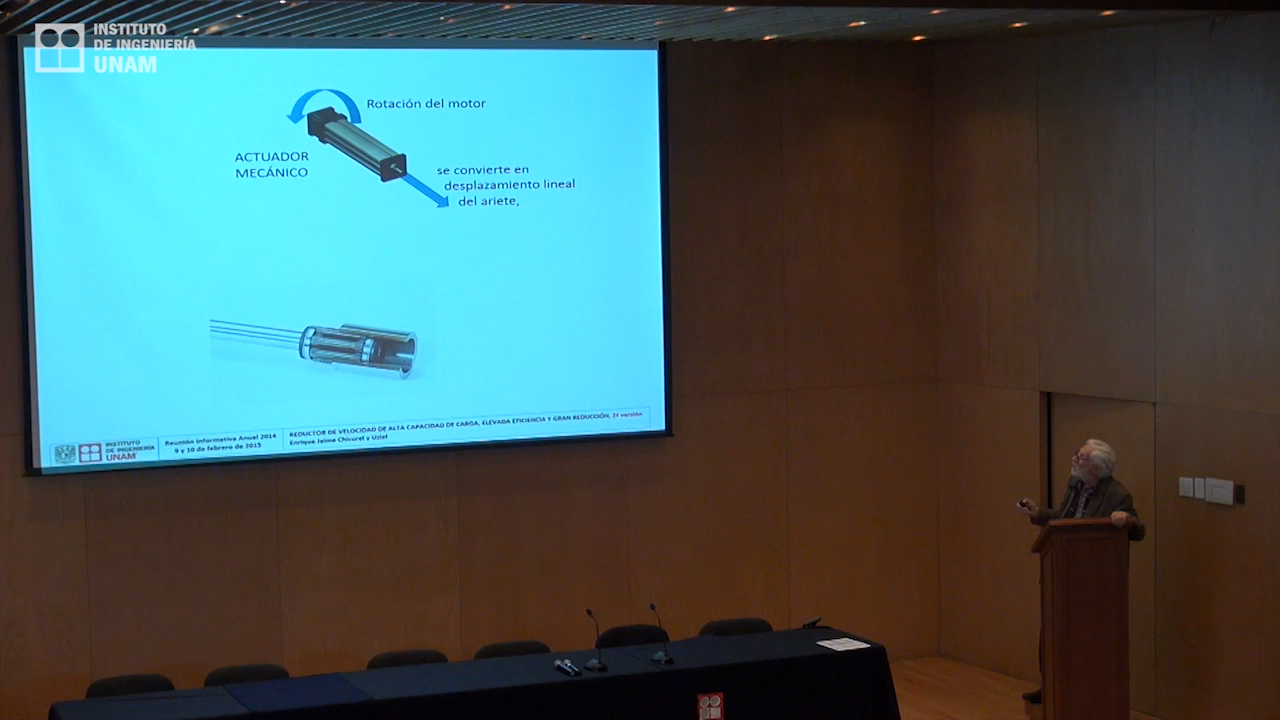 INSTITUTO
DE INGENIERÍA
UNAM
Rotación del motor
ACTUADOR
MECÁNICO
se convierte en
desplazamiento lineal
del ariete,
INSTITUTO
DE INGENIERÍA
UNAM
Reunión Informativa Anual 2014
9 y 10 de febrero de 2015
REDUCTOR DE VELOCIDAD DE ALTA CAPACIDAD DE CARGA, ELEVADA EFICIENCIA Y GRAN REDUCCIÓN, 2a versión
Enrique Jaime Chicurel y Uziel